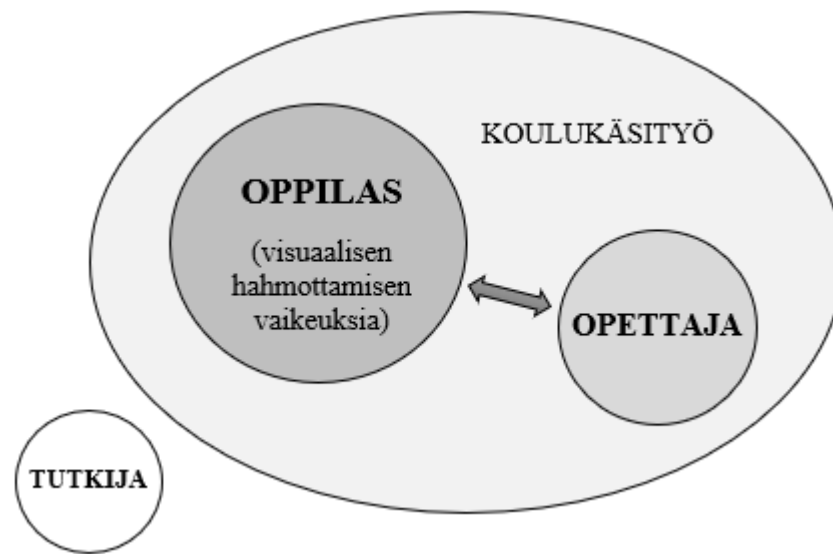 KOULUKÄSITYÖ
OPPILAS
(visuaalisen
hahmottamisen
vaikeuksia)
OPETTAJA
TUTKIJA